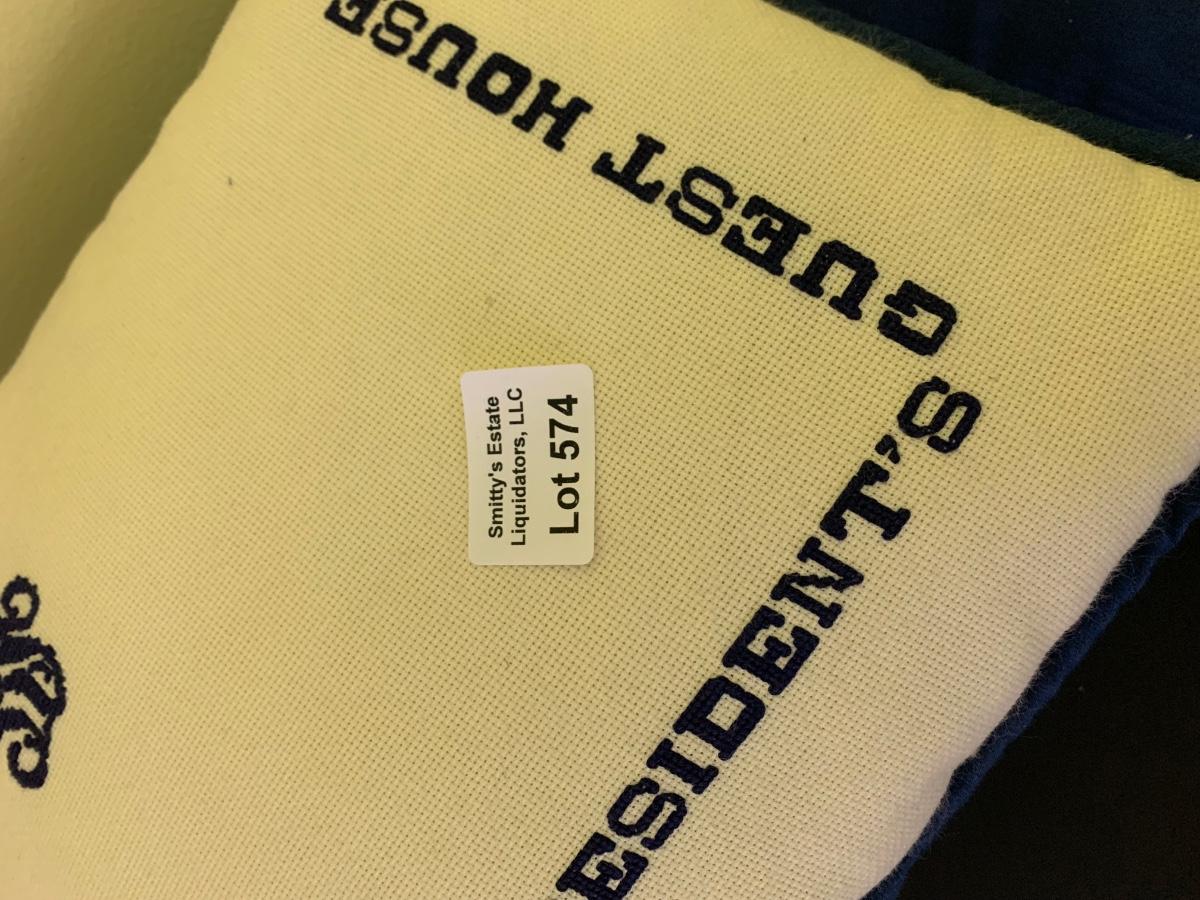 ESIDENT'S
GUEST HOUSE
Smitty's Estate
Liquidators, LLC
Lot 574